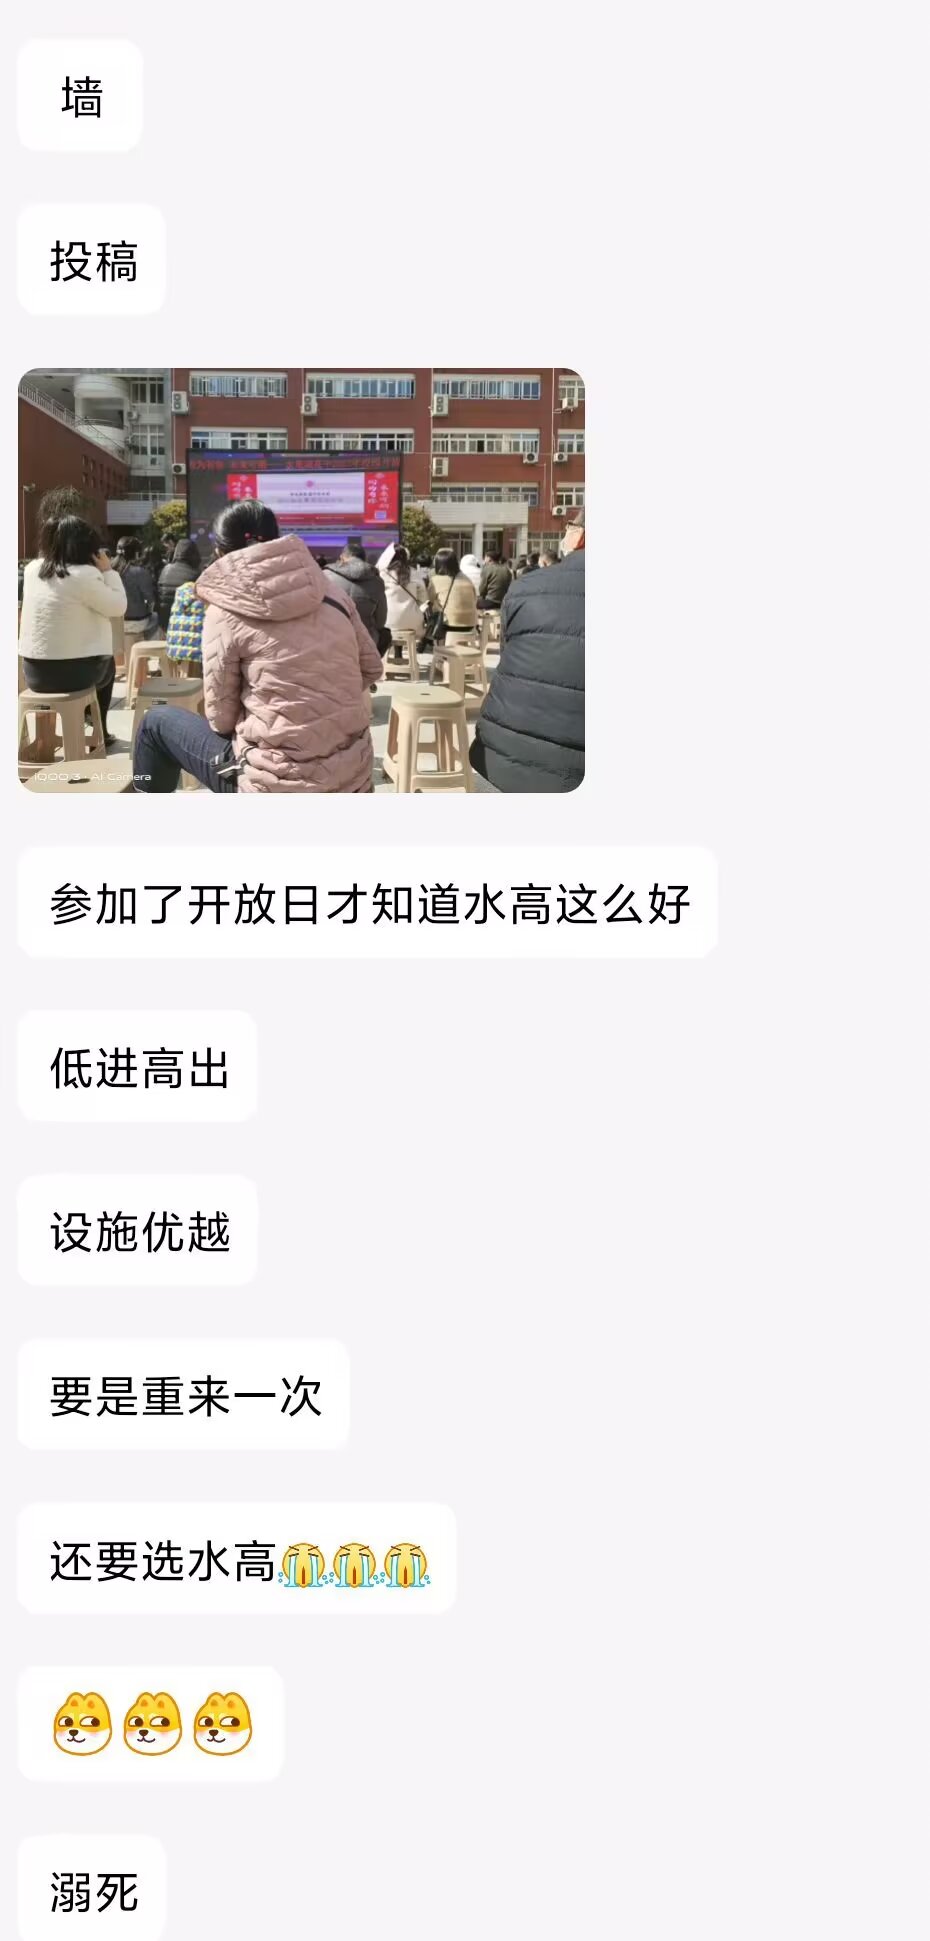 墙
投稿
iQOO 3 · AI Camera
参加了开放日才知道水高这么好
低进高出
设施优越
要是重来一次
还要选水高😭😭😭
溺死